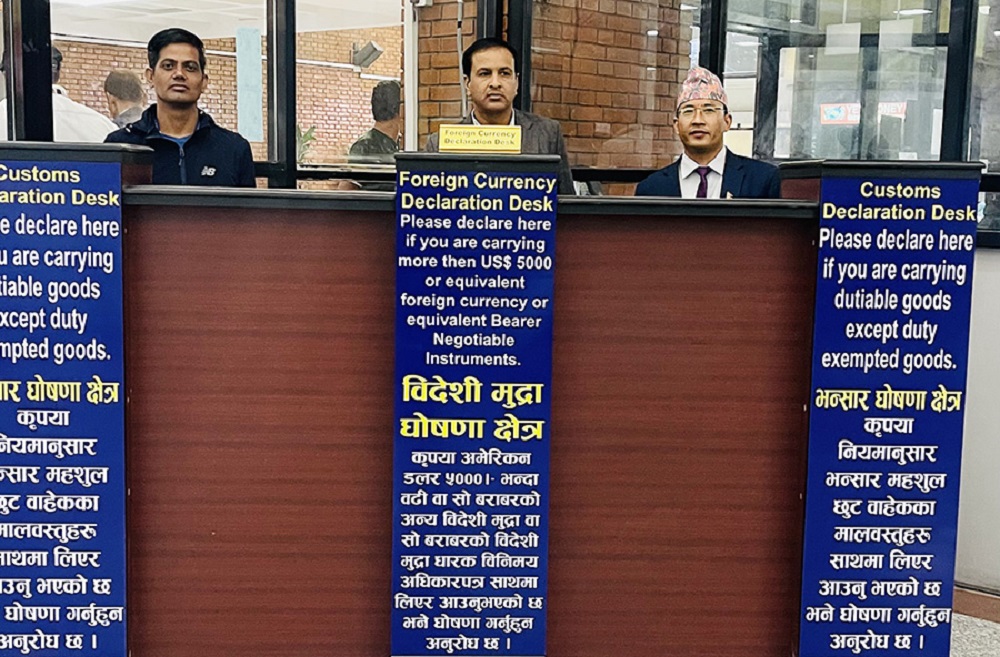 Customs
Desk
declare here
are carrying
goods
duty
goods.
घोषणा क्षेत्र
कृपया
नियमानुसार
महशुल
छुट वाहेकका
मालवस्तुहरू
साथमा लिएर
भएको छ
घोषणा गर्नुहुन
अनुरोध छ ।
Foreign Currency
Declaration Desk
Foreign Currency
Declaration Desk
Please declare here
if you are carrying
more then US$ 5000
or equivalent
foreign currency or
equivalent Bearer
Negotiable
Instruments.
विदेशी मुद्रा
घोषणा क्षेत्र
कृपया अमेरिकन
डलर ५०००।- भन्दा
वढी वा सो बराबरको
अन्य विदेशी मुद्रा वा
सो बराबरको विदेशी
मुद्रा धारक विनिमय
अधिकारपत्र साथमा
लिएर आउनुभएको छ
भने घोषणा गर्नुहुन
अनुरोध छ ।
Customs
Declaration Desk
Please declare here
if you are carrying
dutiable goods
except duty
exempted goods.
भन्सार घोषणा क्षेत्र
कृपया
नियमानुसार
भन्सार महशुल
छुट वाहेकका
मालवस्तुहरू
साथमा लिएर
आउनु भएको छ
भने घोषणा गर्नुहुन
अनुरोध छ ।